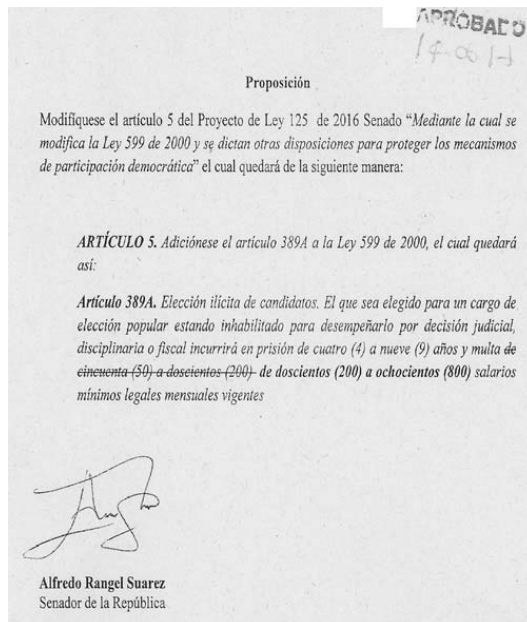 APROBADO
Proposición
Modifíquese el artículo 5 del Proyecto de Ley 125 de 2016 Senado “Mediante la cual se
modifica la Ley 599 de 2000 y se dictan otras disposiciones para proteger los mecanismos
de participación democrática” el cual quedará de la siguiente manera:
ARTÍCULO 5. Adiciónese el artículo 389A a la Ley 599 de 2000, el cual quedará
así:
Artículo 389A. Elección ilícita de candidatos. El que sea elegido para un cargo de
elección popular estando inhabilitado para desempeñarlo por decisión judicial,
disciplinaria o fiscal incurrirá en prisión de cuatro (4) a nueve (9) años y multa de
cincuenta (50) a doscientos (200) de doscientos (200) a ochocientos (800) salarios
mínimos legales mensuales vigentes
Alfredo Rangel Suarez
Senador de la República